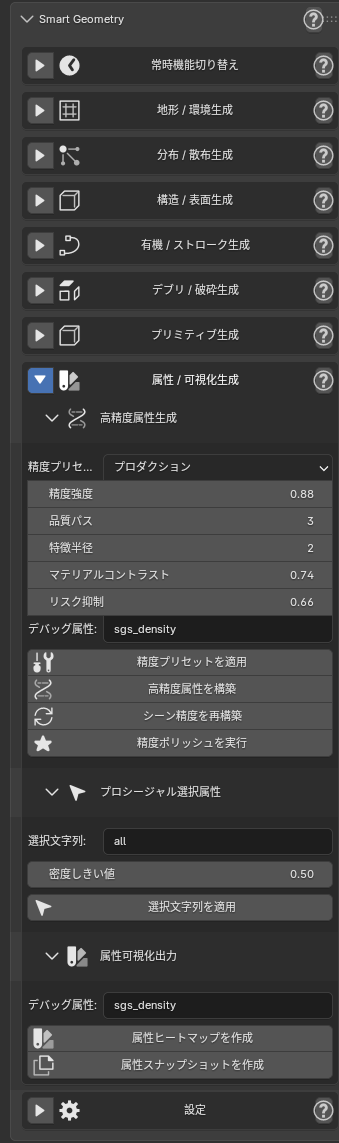 Smart Geometry
常時機能切り替え
地形 / 環境生成
分布 / 散布生成
構造 / 表面生成
有機 / ストローク生成
デブリ / 破砕生成
プリミティブ生成
属性 / 可視化生成
高精度属性生成
精度プリセ... プロダクション
精度強度 0.88
品質パス 3
特徴半径 2
マテリアルコントラスト 0.74
リスク抑制 0.66
デバッグ属性: sgs_density
精度プリセットを適用
高精度属性を構築
シーン精度を再構築
精度ポリッシュを実行
プロシージャル選択属性
選択文字列: all
密度しきい値 0.50
選択文字列を適用
属性可視化出力
デバッグ属性: sgs_density
属性ヒートマップを作成
属性スナップショットを作成
設定